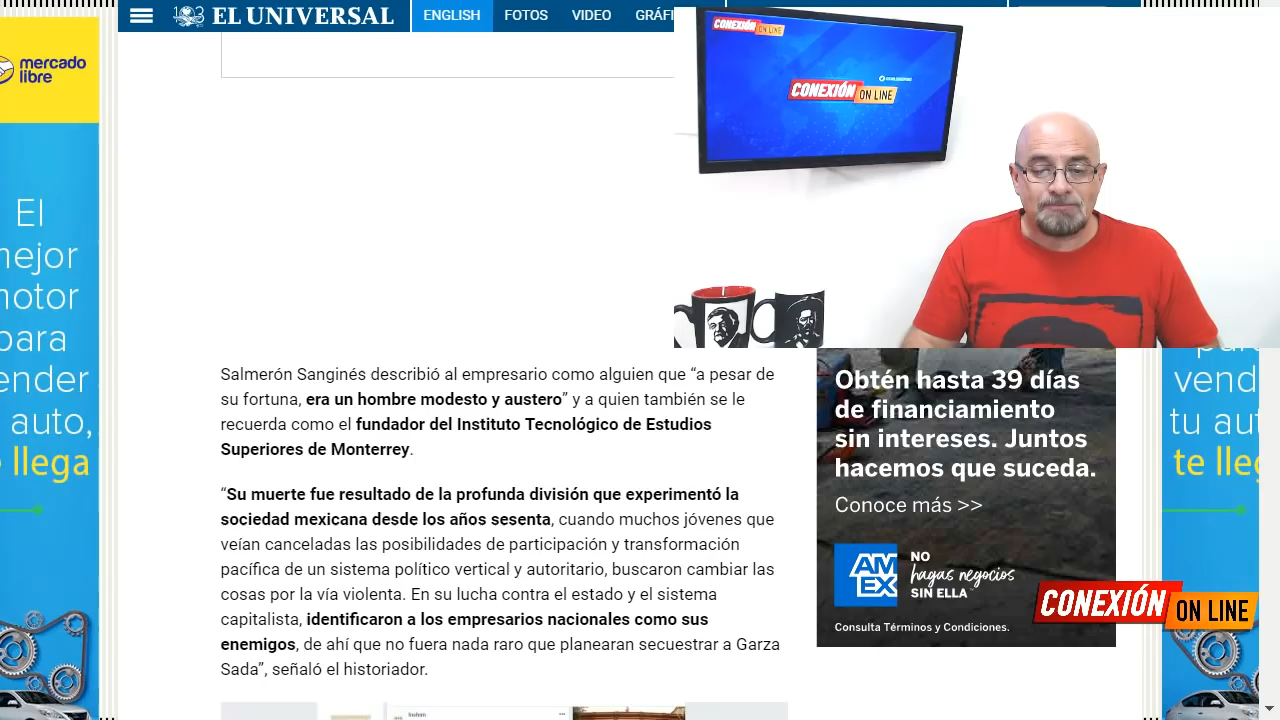 EL UNIVERSAL
ENGLISH
FOTOS
VIDEO
GRÁFI
CONEXIÓN
ON LINE
CONEXIÓN
ON LINE
mercado
libre
El
mejor
motor
para
vender
auto,
te llega
Salmerón Sanginés describió al empresario como alguien que “a pesar de
su fortuna, era un hombre modesto y austero” y a quien también se le
recuerda como el fundador del Instituto Tecnológico de Estudios
Superiores de Monterrey.
“Su muerte fue resultado de la profunda división que experimentó la
sociedad mexicana desde los años sesenta, cuando muchos jóvenes que
veían canceladas las posibilidades de participación y transformación
pacífica de un sistema político vertical y autoritario, buscaron cambiar las
cosas por la vía violenta. En su lucha contra el estado y el sistema
capitalista, identificaron a los empresarios nacionales como sus
enemigos, de ahí que no fuera nada raro que planearan secuestrar a Garza
Sada”, señaló el historiador.
Obtén hasta 39 días
de financiamiento
sin intereses. Juntos
hacemos que suceda.
Conoce más >>
AM
EX
NO
hagas negocios
SIN ELLA
Consulta Términos y Condiciones.
para
vend
tu aut
te lleg
CONEXIÓN
ON LINE